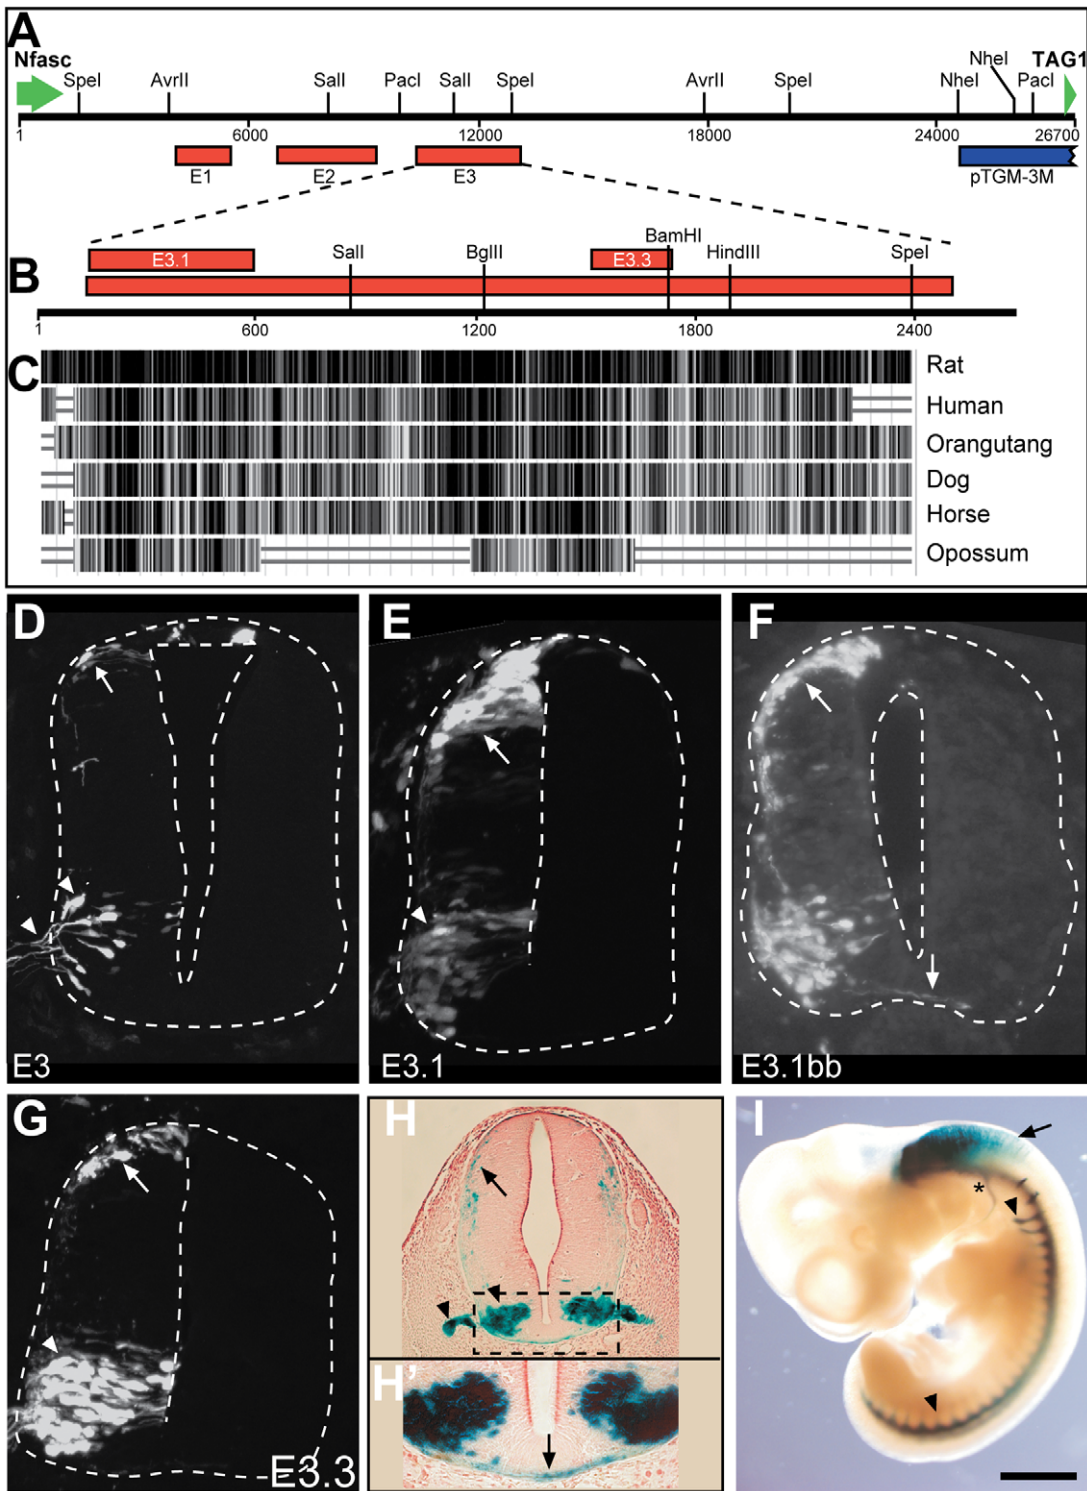 A
Nfasc
TAG1
SpeI
AvrII
SalI
PacI
SalI
SpeI
AvrII
SpeI
NheI
NheI
PacI
1
6000
12000
18000
24000
26700
E1
E2
E3
pTGM-3M
B
E3.1
SalI
BglII
E3.3
BamHI
HindIII
SpeI
1
600
1200
1800
2400
C
Rat
Human
Orangutang
Dog
Horse
Opossum
D
E3
E
E3.1
F
E3.1bb
G
E3.3
H
H'
I
*